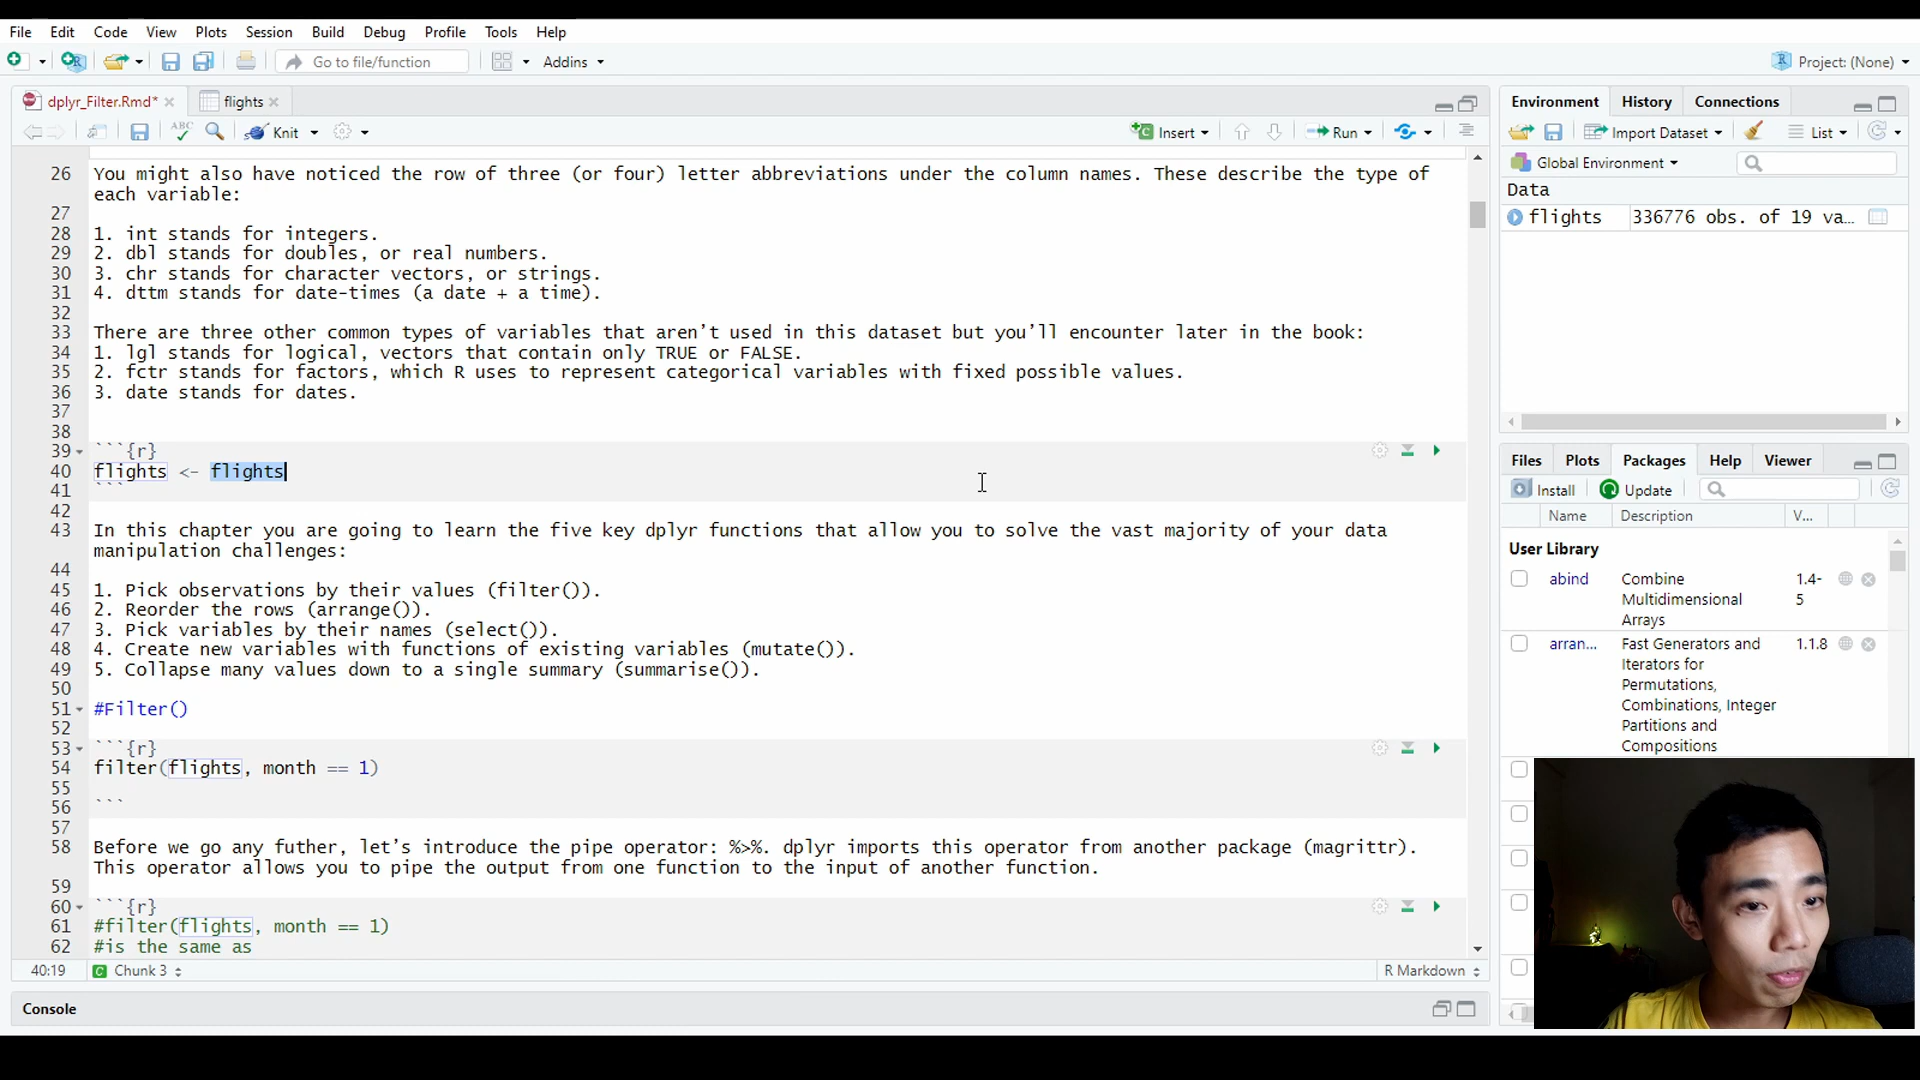 File Edit Code View Plots Session Build Debug Profile Tools Help
Go to file/function Addins Project: (None)
dplyr_Filter.Rmd* flights
ABC Knit Insert Run
26 You might also have noticed the row of three (or four) letter abbreviations under the column names. These describe the type of
each variable:
27
28 1. int stands for integers.
29 2. dbl stands for doubles, or real numbers.
30 3. chr stands for character vectors, or strings.
31 4. dttm stands for date-times (a date + a time).
32
33 There are three other common types of variables that aren't used in this dataset but you'll encounter later in the book:
34 1. lgl stands for logical, vectors that contain only TRUE or FALSE.
35 2. fctr stands for factors, which R uses to represent categorical variables with fixed possible values.
36 3. date stands for dates.
37
38
39 ```{r}
40 flights <- flights
41 ```
42
43 In this chapter you are going to learn the five key dplyr functions that allow you to solve the vast majority of your data
manipulation challenges:
44
45 1. Pick observations by their values (filter()).
46 2. Reorder the rows (arrange()).
47 3. Pick variables by their names (select()).
48 4. Create new variables with functions of existing variables (mutate()).
49 5. Collapse many values down to a single summary (summarise()).
50
51 #Filter()
52
53 ```{r}
54 filter(flights, month == 1)
55
56 ```
57
58 Before we go any futher, let's introduce the pipe operator: %>%. dplyr imports this operator from another package (magrittr).
This operator allows you to pipe the output from one function to the input of another function.
59
60 ```{r}
61 #filter(flights, month == 1)
62 #is the same as
40:19 Chunk 3 R Markdown
Console
Environment History Connections
Import Dataset List
Global Environment
Data
flights 336776 obs. of 19 va…
Files Plots Packages Help Viewer
Install Update
Name Description V...
User Library
abind Combine 1.4-
Multidimensional 5
Arrays
arran... Fast Generators and 1.1.8
Iterators for
Permutations,
Combinations, Integer
Partitions and
Compositions